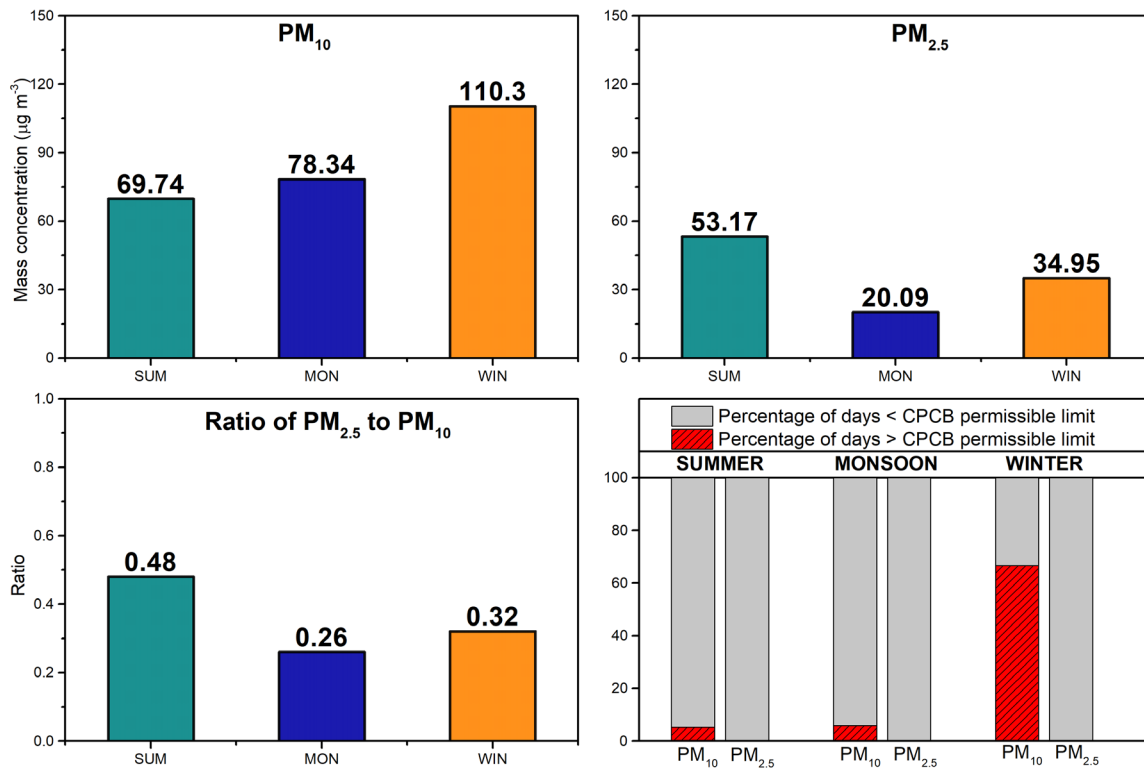 PM10
Mass concentration (μg m-3)
150
120
90
60
30
0
69.74
78.34
110.3
SUM
MON
WIN
PM2.5
150
120
90
60
30
0
53.17
20.09
34.95
SUM
MON
WIN
Ratio of PM2.5 to PM10
Ratio
1.0
0.8
0.6
0.4
0.2
0.0
0.48
0.26
0.32
SUM
MON
WIN
Percentage of days < CPCB permissible limit
Percentage of days > CPCB permissible limit
SUMMER MONSOON WINTER
100
80
60
40
20
0
PM10 PM2.5 PM10 PM2.5 PM10 PM2.5